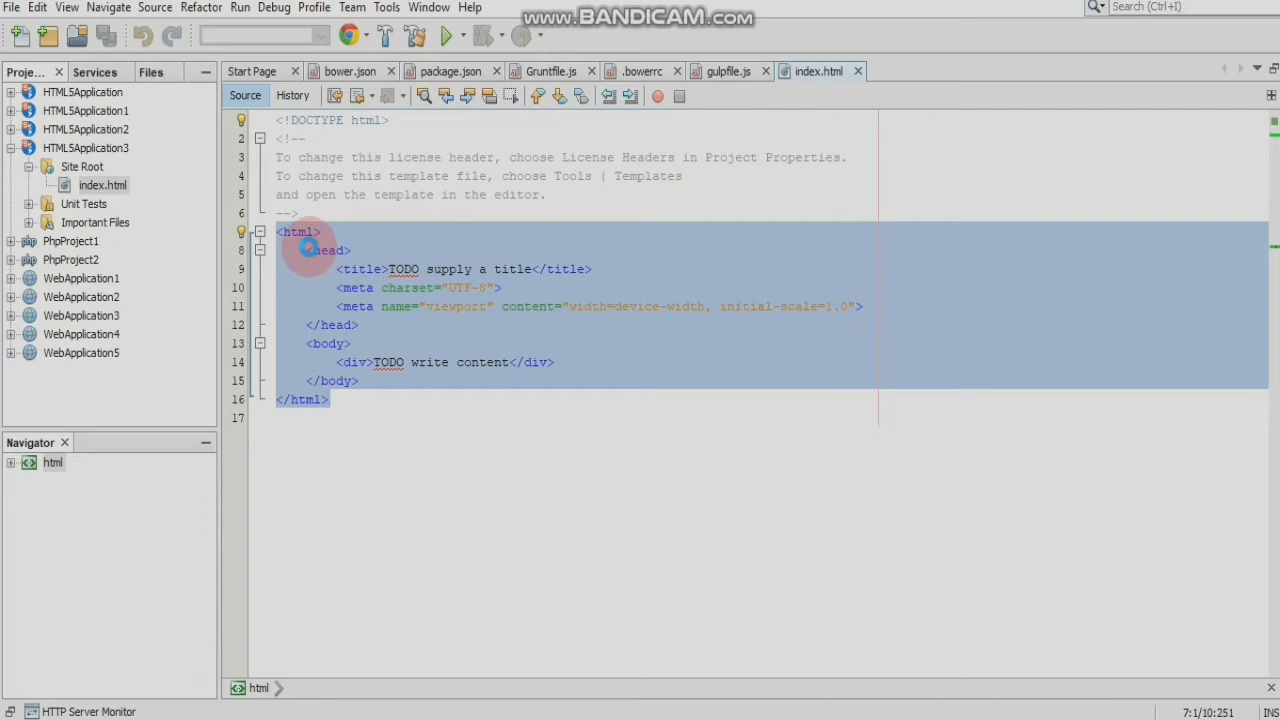 www.BANDICAM.com
File Edit View Navigate Source Refactor Run Debug Profile Team Tools Window Help
Search (Ctrl+I)
Proje... Services Files
Start Page bower.json package.json Gruntfile.js .bowerrc gulpfile.js index.html
Source History
HTML5Application
HTML5Application1
HTML5Application2
HTML5Application3
Site Root
index.html
Unit Tests
Important Files
PhpProject1
PhpProject2
WebApplication1
WebApplication2
WebApplication3
WebApplication4
WebApplication5
Navigator
html
<!DOCTYPE html>
2 <!--
3 To change this license header, choose License Headers in Project Properties.
4 To change this template file, choose Tools | Templates
5 and open the template in the editor.
6 -->
<html>
8 <head>
9 <title>TODO supply a title</title>
10 <meta charset="UTF-8">
11 <meta name="viewport" content="width=device-width, initial-scale=1.0">
12 </head>
13 <body>
14 <div>TODO write content</div>
15 </body>
16 </html>
17
html
HTTP Server Monitor
7:1/10:251 INS